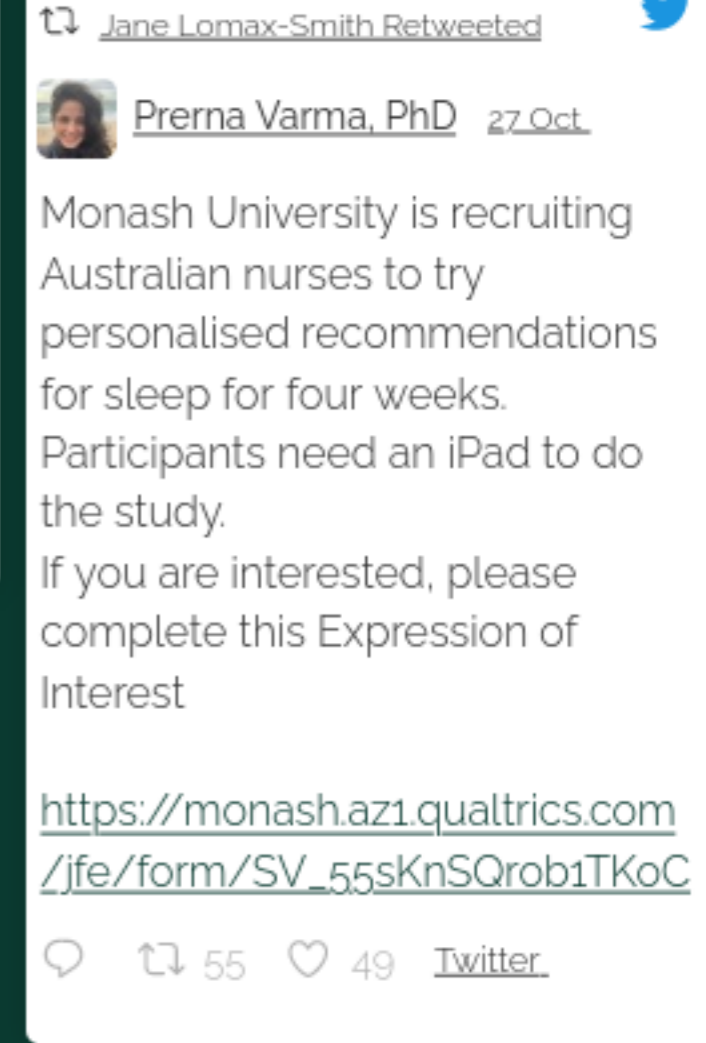 Jane Lomax-Smith Retweeted
Prerna Varma, PhD 27 Oct
Monash University is recruiting
Australian nurses to try
personalised recommendations
for sleep for four weeks.
Participants need an iPad to do
the study.
If you are interested, please
complete this Expression of
Interest
https://monash.az1.qualtrics.com
/jfe/form/SV_55sKnSQrob1TKoC
55 49 Twitter